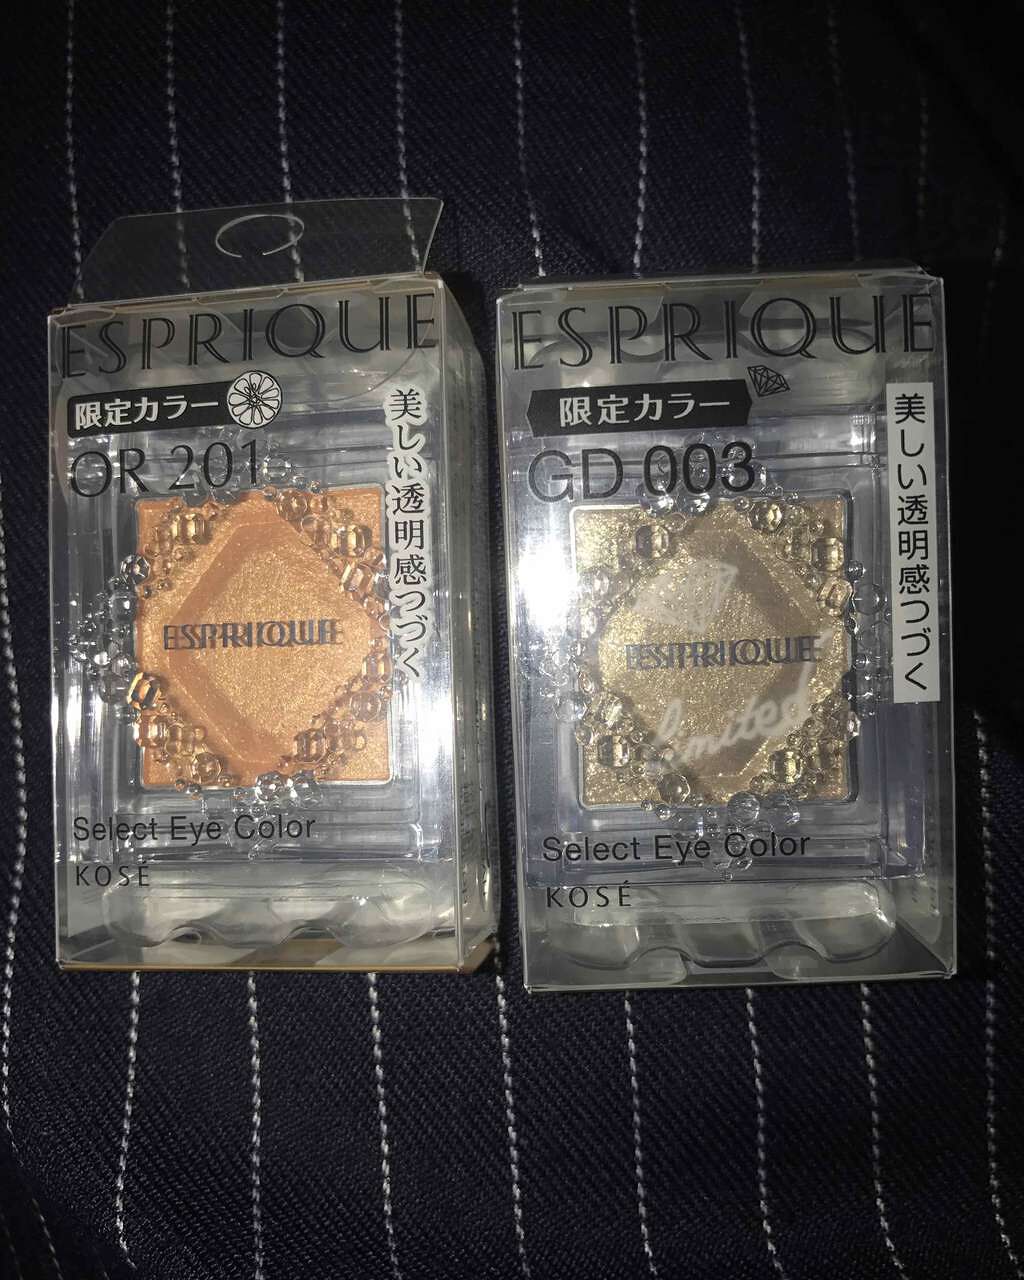 ESPRIQUE
限定カラー
OR 201
美しい透明感つづく
ESPRIQUE
Select Eye Color
KOSÉ
ESPRIQUE
限定カラー
GD 003
美しい透明感つづく
ESPRIQUE
limited
Select Eye Color
KOSÉ